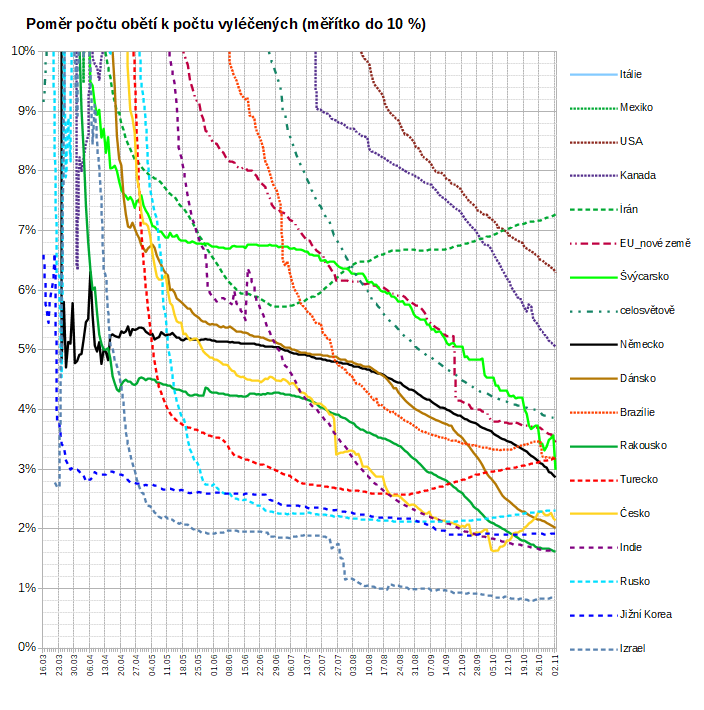 Poměr počtu obětí k počtu vyléčených (měřítko do 10 %)
10%
9%
8%
7%
6%
5%
4%
3%
2%
1%
0%
16.03
23.03
30.03
06.04
13.04
20.04
27.04
04.05
11.05
18.05
25.05
01.06
08.06
15.06
22.06
29.06
06.07
13.07
20.07
27.07
03.08
10.08
17.08
24.08
31.08
07.09
14.09
21.09
28.09
05.10
12.10
19.10
26.10
02.11
Itálie
Mexiko
USA
Kanada
Írán
EU_nové země
Švýcarsko
celosvětově
Německo
Dánsko
Brazílie
Rakousko
Turecko
Česko
Indie
Rusko
Jižní Korea
Izrael